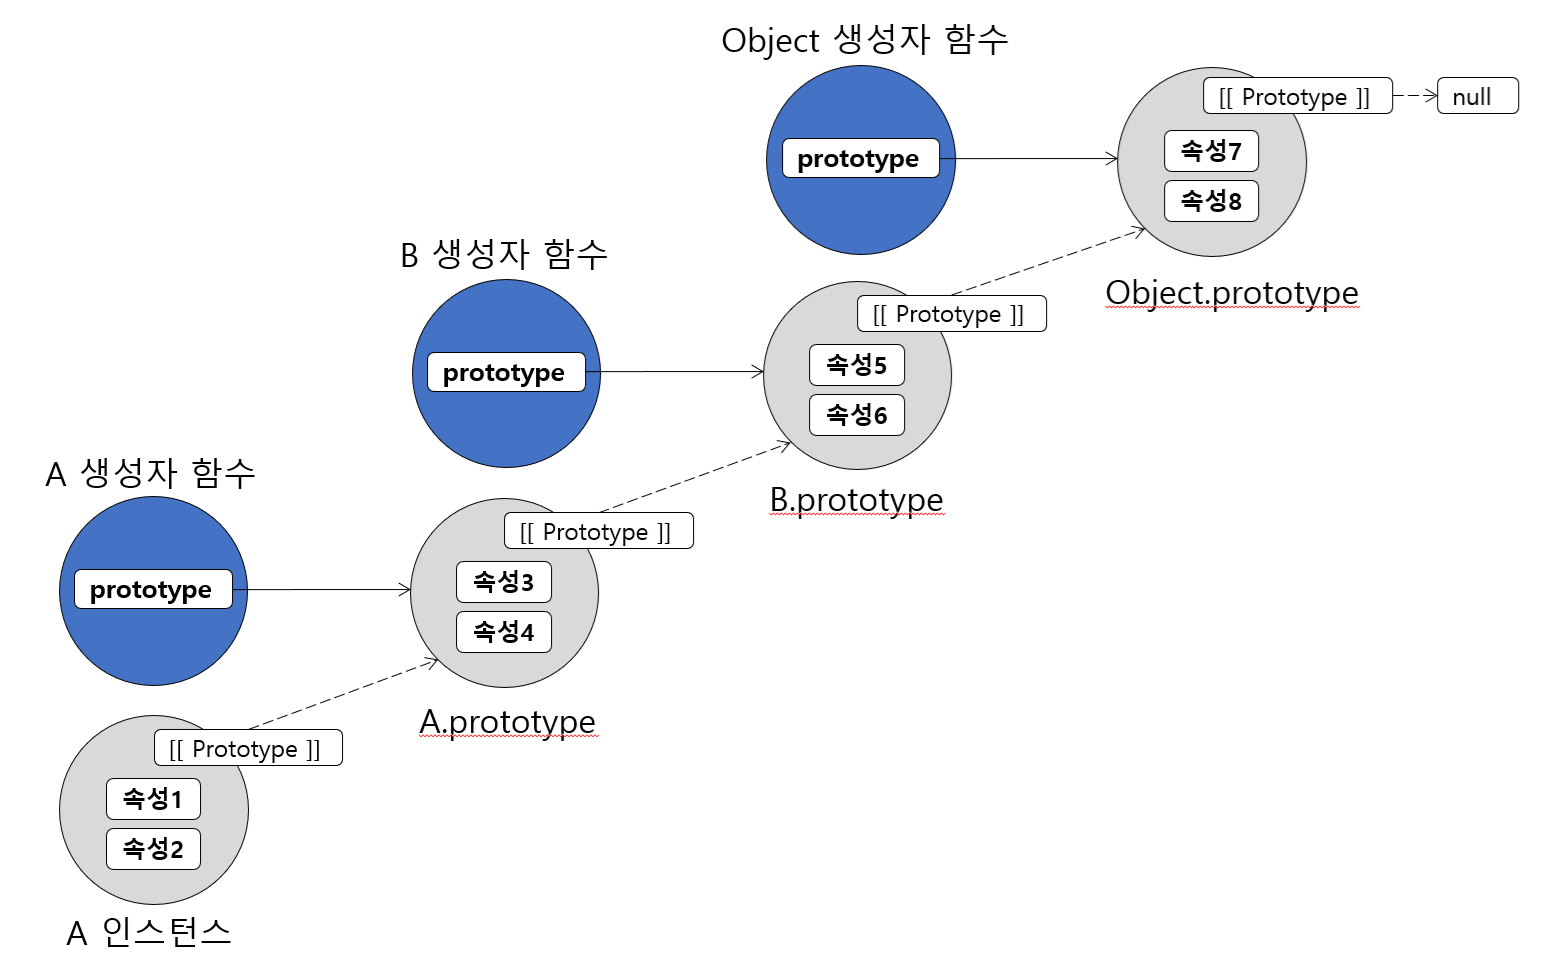 Object 생성자 함수
[[ Prototype ]]
null
prototype
속성7
속성8
Object.prototype
B 생성자 함수
[[ Prototype ]]
prototype
속성5
속성6
B.prototype
A 생성자 함수
[[ Prototype ]]
prototype
속성3
속성4
A.prototype
[[ Prototype ]]
속성1
속성2
A 인스턴스